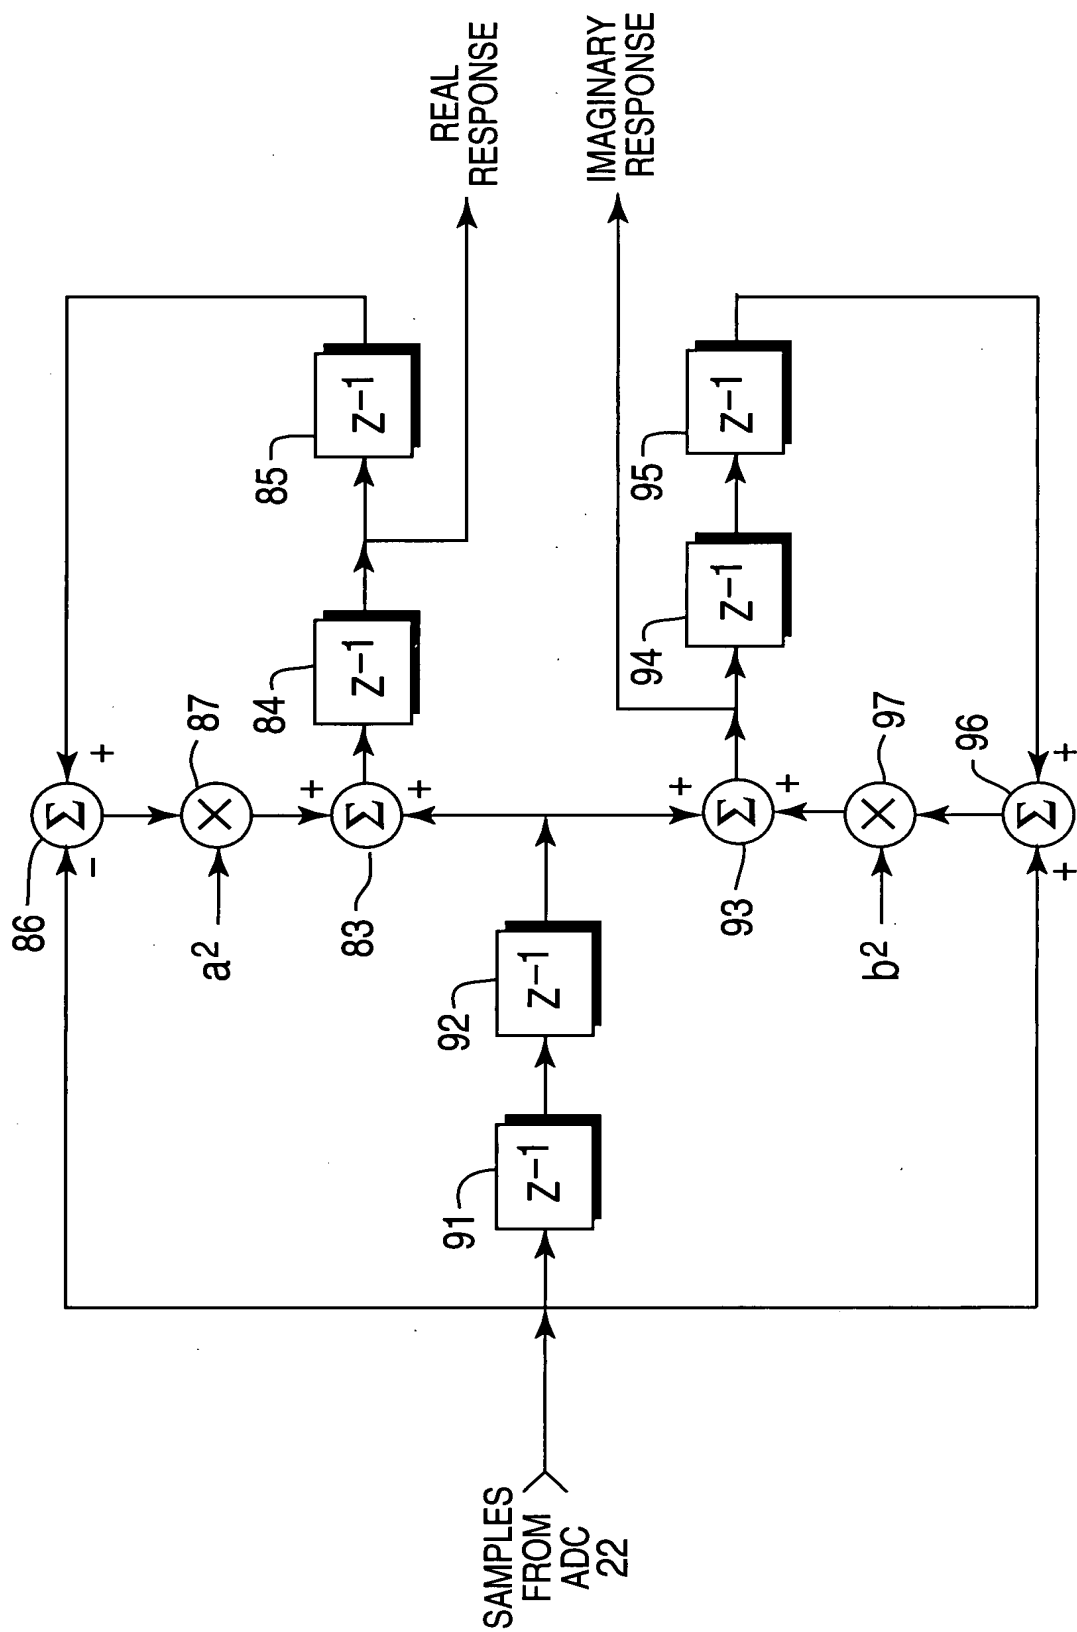 86
Σ
−
+
87
a²
×
+
84
85
83
Σ
Z⁻¹
Z⁻¹
+
REAL
RESPONSE
91
92
SAMPLES
FROM
ADC
22
Z⁻¹
Z⁻¹
IMAGINARY
RESPONSE
94
95
+
93
Σ
Z⁻¹
Z⁻¹
+
b²
×
97
96
+
Σ
+